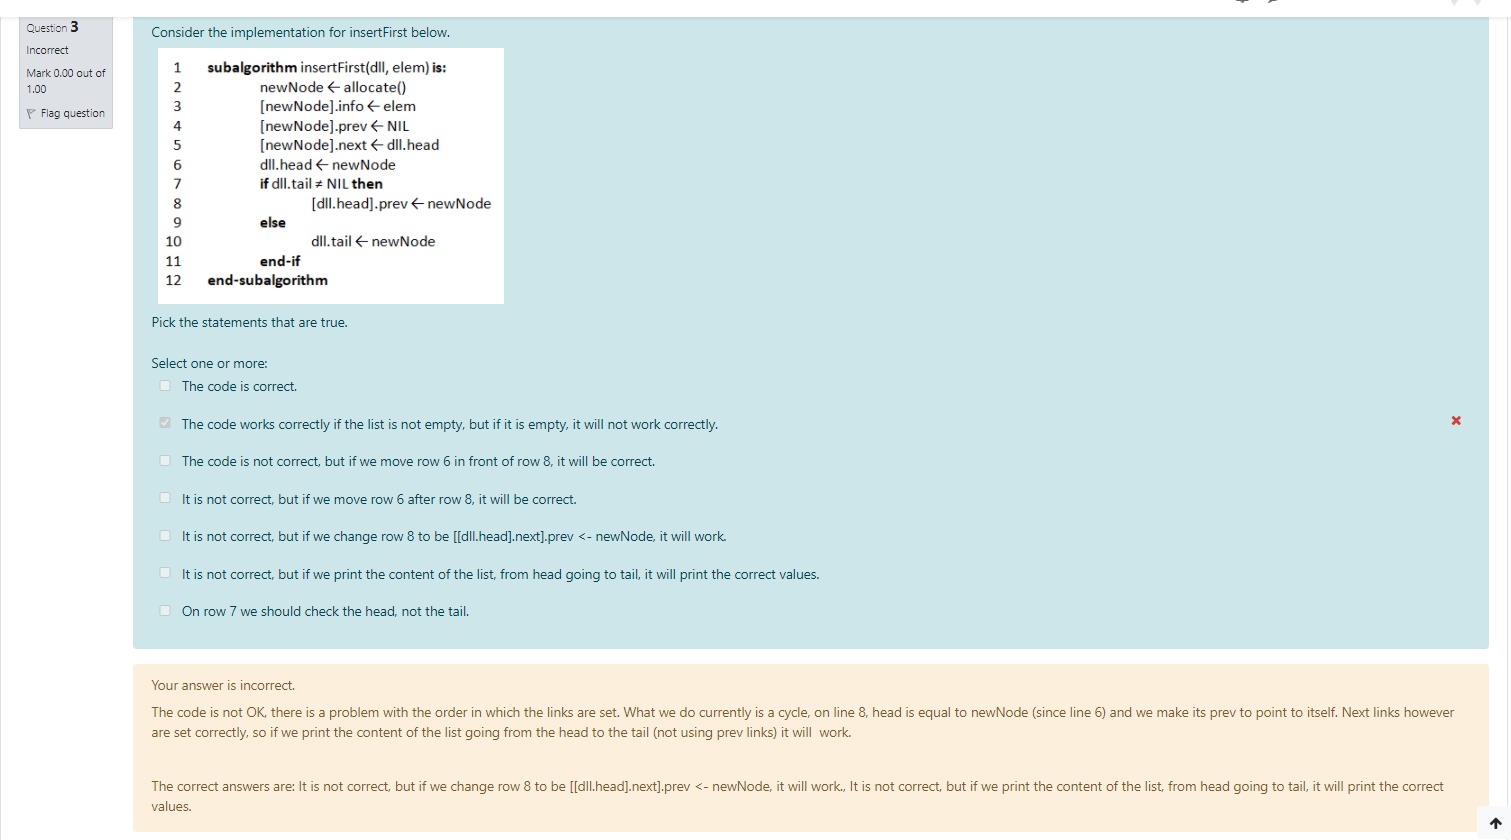 Question 3
Incorrect
Mark 0.00 out of
1.00
Flag question
Consider the implementation for insertFirst below.
1 subalgorithm insertFirst(dll, elem) is:
2 newNode ← allocate()
3 [newNode].info ← elem
4 [newNode].prev ← NIL
5 [newNode].next ← dll.head
6 dll.head ← newNode
7 if dll.tail ≠ NIL then
8 [dll.head].prev ← newNode
9 else
10 dll.tail ← newNode
11 end-if
12 end-subalgorithm
Pick the statements that are true.
Select one or more:
The code is correct.
The code works correctly if the list is not empty, but if it is empty, it will not work correctly.
The code is not correct, but if we move row 6 in front of row 8, it will be correct.
It is not correct, but if we move row 6 after row 8, it will be correct.
It is not correct, but if we change row 8 to be [[dll.head].next].prev <- newNode, it will work.
It is not correct, but if we print the content of the list, from head going to tail, it will print the correct values.
On row 7 we should check the head, not the tail.
Your answer is incorrect.
The code is not OK, there is a problem with the order in which the links are set. What we do currently is a cycle, on line 8, head is equal to newNode (since line 6) and we make its prev to point to itself. Next links however
are set correctly, so if we print the content of the list going from the head to the tail (not using prev links) it will work.
The correct answers are: It is not correct, but if we change row 8 to be [[dll.head].next].prev <- newNode, it will work., It is not correct, but if we print the content of the list, from head going to tail, it will print the correct
values.